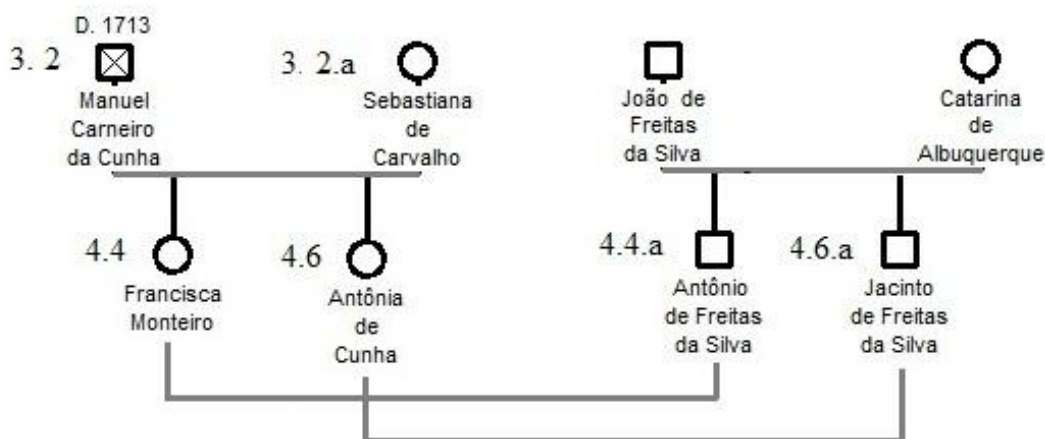 D. 1713
3. 2
Manuel
Carneiro
da Cunha
3. 2.a
Sebastiana
de
Carvalho
João de
Freitas
da Silva
Catarina
de
Albuquerque
4.4
Francisca
Monteiro
4.6
Antônia
de
Cunha
4.4.a
Antônio
de Freitas
da Silva
4.6.a
Jacinto
de Freitas
da Silva